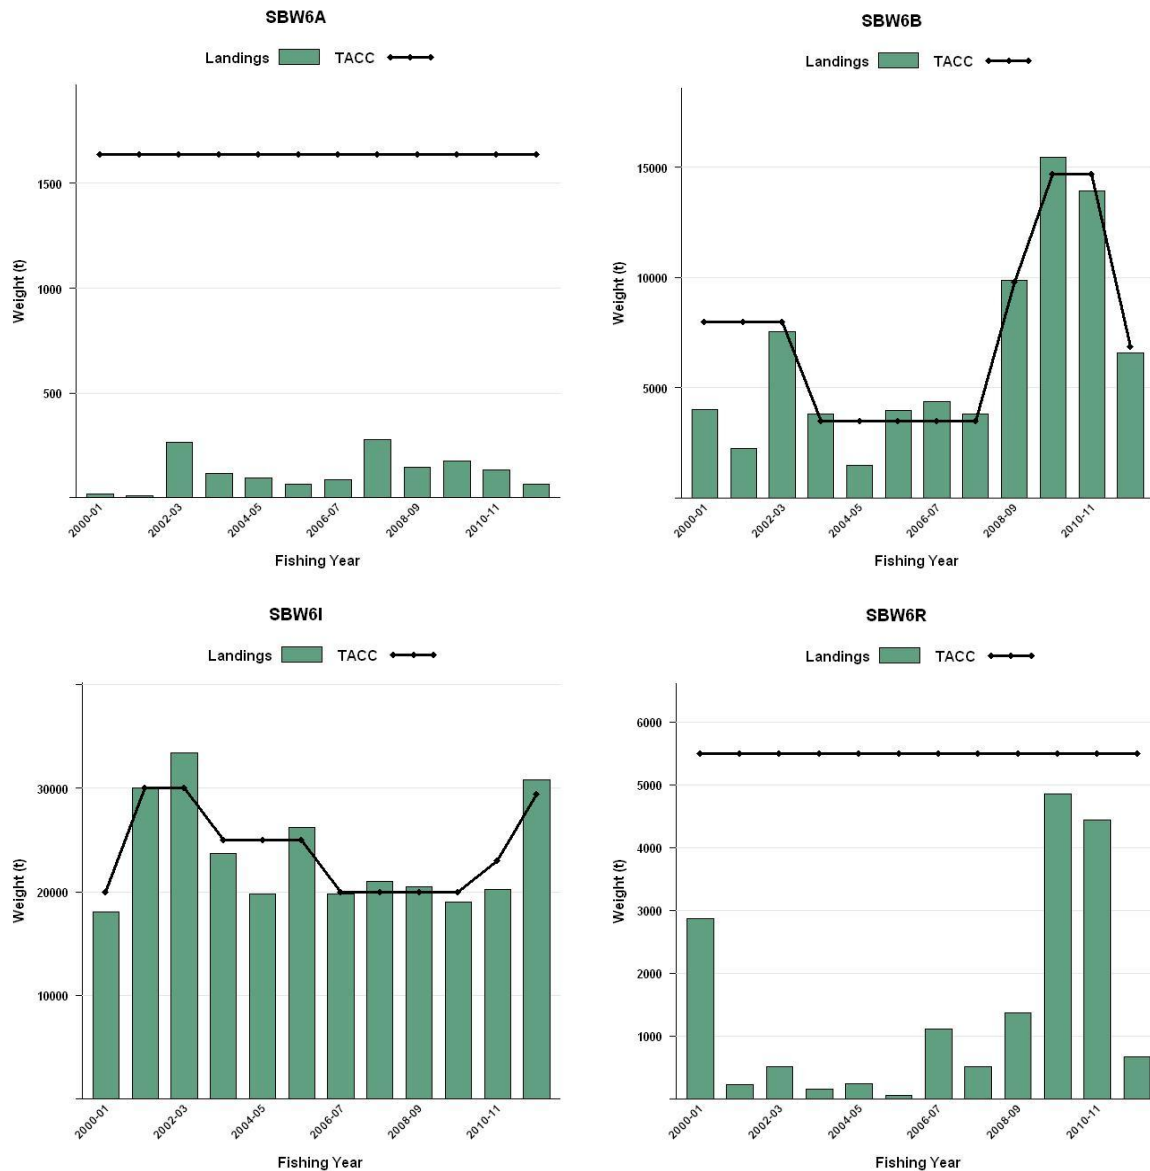 SBW6A
Landings TACC
1500
1000
500
Weight (t)
2000-01 2002-03 2004-05 2006-07 2008-09 2010-11
Fishing Year
SBW6B
Landings TACC
15000
10000
5000
Weight (t)
2000-01 2002-03 2004-05 2006-07 2008-09 2010-11
Fishing Year
SBW6I
Landings TACC
30000
20000
10000
Weight (t)
2000-01 2002-03 2004-05 2006-07 2008-09 2010-11
Fishing Year
SBW6R
Landings TACC
6000
5000
4000
3000
2000
1000
Weight (t)
2000-01 2002-03 2004-05 2006-07 2008-09 2010-11
Fishing Year